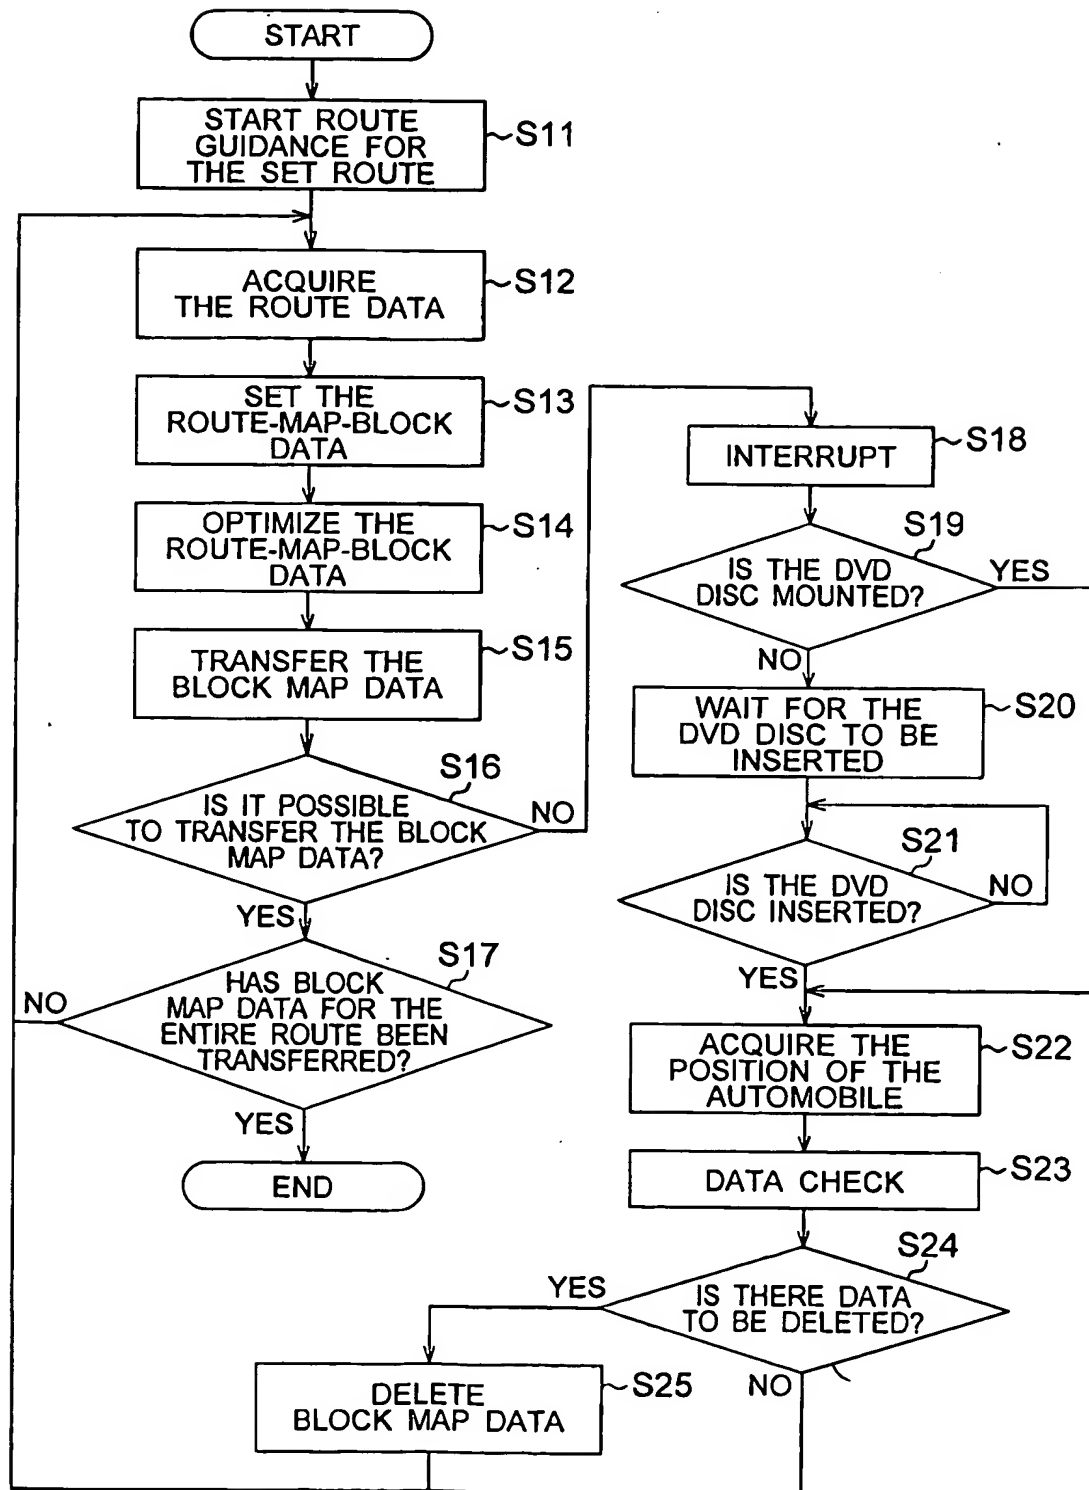 START
START ROUTE
GUIDANCE FOR
THE SET ROUTE
S11
ACQUIRE
THE ROUTE DATA
S12
SET THE
ROUTE-MAP-BLOCK
DATA
S13
OPTIMIZE THE
ROUTE-MAP-BLOCK
DATA
S14
TRANSFER THE
BLOCK MAP DATA
S15
IS IT POSSIBLE
TO TRANSFER THE BLOCK
MAP DATA?
S16
NO
YES
HAS BLOCK
MAP DATA FOR THE
ENTIRE ROUTE BEEN
TRANSFERRED?
S17
NO
YES
END
INTERRUPT
S18
IS THE DVD
DISC MOUNTED?
S19
YES
NO
WAIT FOR THE
DVD DISC TO BE
INSERTED
S20
IS THE DVD
DISC INSERTED?
S21
NO
YES
ACQUIRE THE
POSITION OF THE
AUTOMOBILE
S22
DATA CHECK
S23
IS THERE DATA
TO BE DELETED?
S24
YES
NO
DELETE
BLOCK MAP DATA
S25